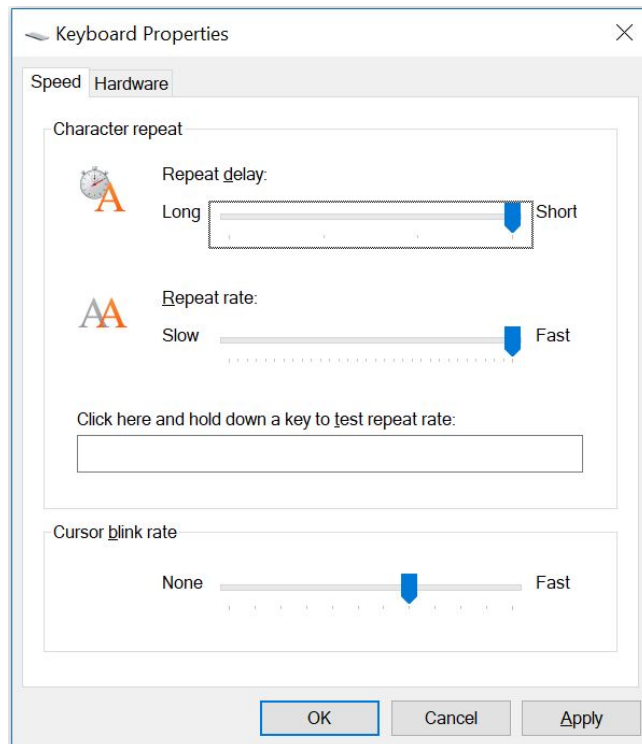 Keyboard Properties
Speed Hardware
Character repeat
Repeat delay:
Long Short
Repeat rate:
Slow Fast
Click here and hold down a key to test repeat rate:
Cursor blink rate
None Fast
OK Cancel Apply